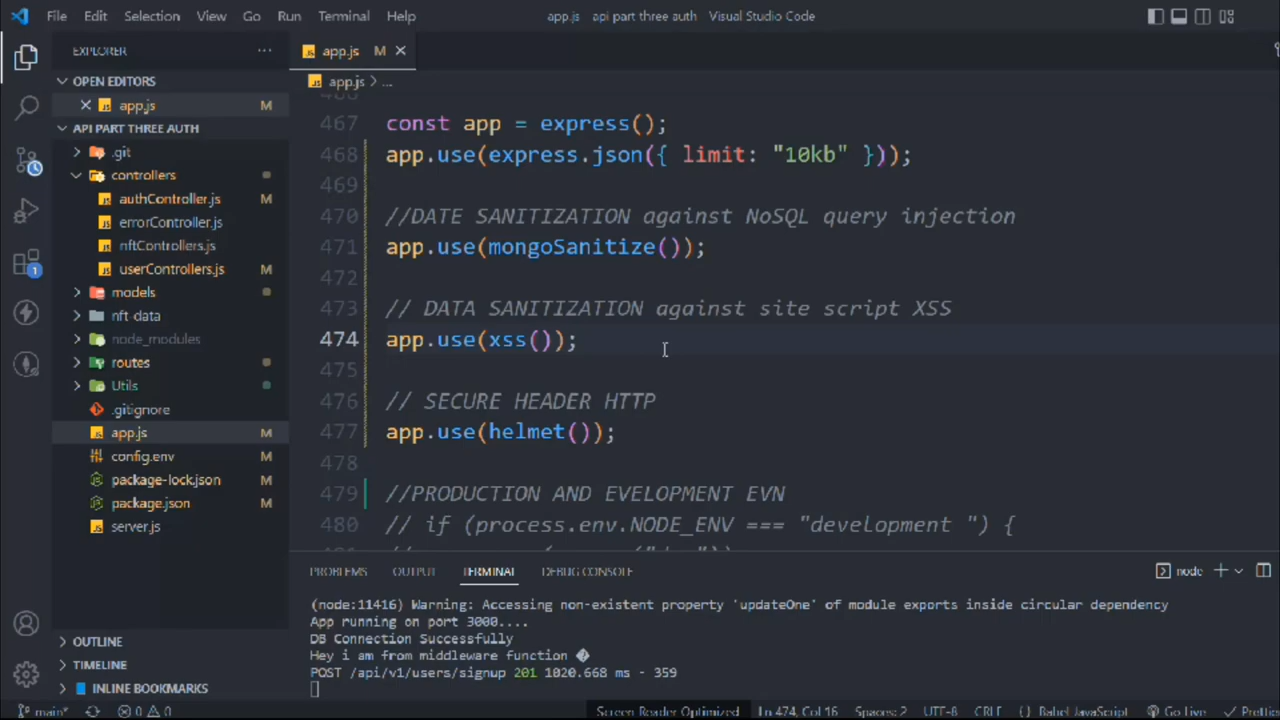 File Edit Selection View Go Run Terminal Help
app.js api part three auth Visual Studio Code
EXPLORER
OPEN EDITORS
app.js M
API PART THREE AUTH
.git
controllers
authController.js M
errorController.js
nftControllers.js
userControllers.js M
models
nft-data
node_modules
routes
Utils
.gitignore
app.js M
config.env M
package-lock.json M
package.json M
server.js
OUTLINE
TIMELINE
INLINE BOOKMARKS
app.js M
app.js > ...
467 const app = express();
468 app.use(express.json({ limit: "10kb" }));
469
470 //DATE SANITIZATION against NoSQL query injection
471 app.use(mongoSanitize());
472
473 // DATA SANITIZATION against site script XSS
474 app.use(xss());
475
476 // SECURE HEADER HTTP
477 app.use(helmet());
478
479 //PRODUCTION AND EVELOPMENT EVN
480 // if (process.env.NODE_ENV === "development ") {
PROBLEMS OUTPUT TERMINAL DEBUG CONSOLE
node
(node:11416) Warning: Accessing non-existent property 'updateOne' of module exports inside circular dependency
App running on port 3000....
DB Connection Successfully
Hey i am from middleware function �
POST /api/v1/users/signup 201 1020.668 ms - 359
main* 0 0 Screen Reader Optimized Ln 474, Col 16 Spaces: 2 UTF-8 CRLF {} Babel JavaScript Go Live